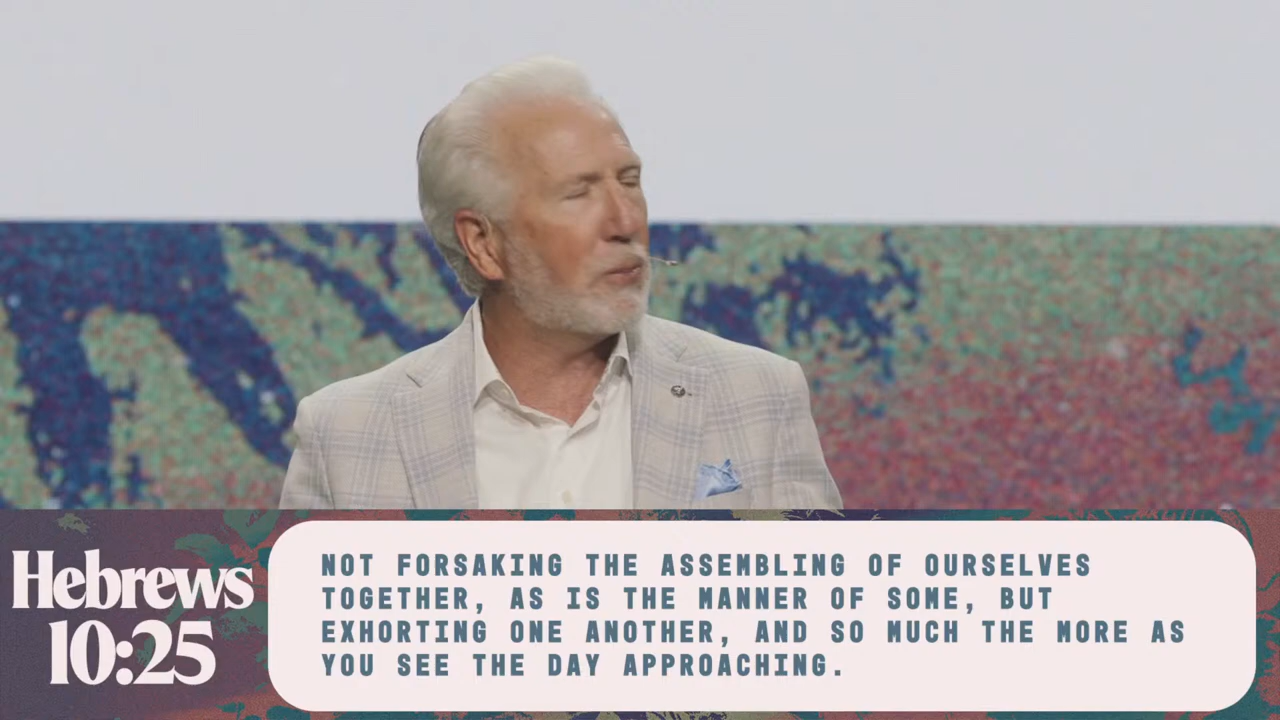 Hebrews
10:25
NOT FORSAKING THE ASSEMBLING OF OURSELVES
TOGETHER, AS IS THE MANNER OF SOME, BUT
EXHORTING ONE ANOTHER, AND SO MUCH THE MORE AS
YOU SEE THE DAY APPROACHING.